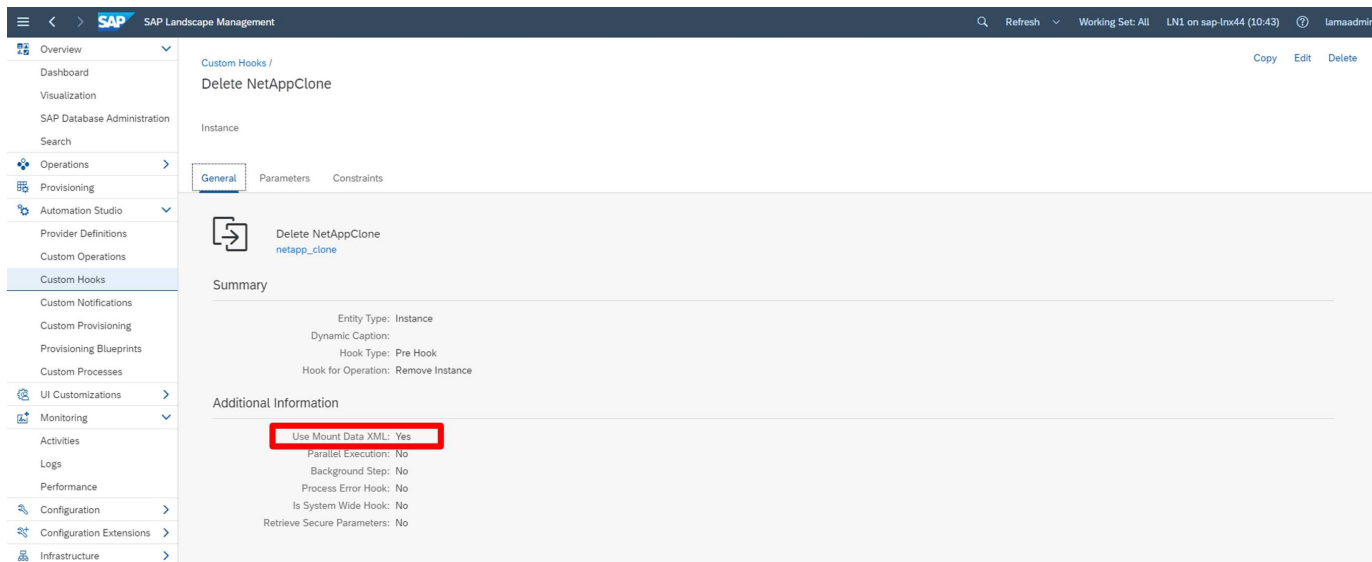 SAP SAP Landscape Management Refresh Working Set: All LN1 on sap-lnx44 (10:43) lamaadmin
Overview
Dashboard
Visualization
SAP Database Administration
Search
Operations
Provisioning
Automation Studio
Provider Definitions
Custom Operations
Custom Hooks
Custom Notifications
Custom Provisioning
Provisioning Blueprints
Custom Processes
UI Customizations
Monitoring
Activities
Logs
Performance
Configuration
Configuration Extensions
Infrastructure
Custom Hooks /
Copy Edit Delete
Delete NetAppClone
Instance
General Parameters Constraints
Delete NetAppClone
netapp_clone
Summary
Entity Type: Instance
Dynamic Caption:
Hook Type: Pre Hook
Hook for Operation: Remove Instance
Additional Information
Use Mount Data XML: Yes
Parallel Execution: No
Background Step: No
Process Error Hook: No
Is System Wide Hook: No
Retrieve Secure Parameters: No